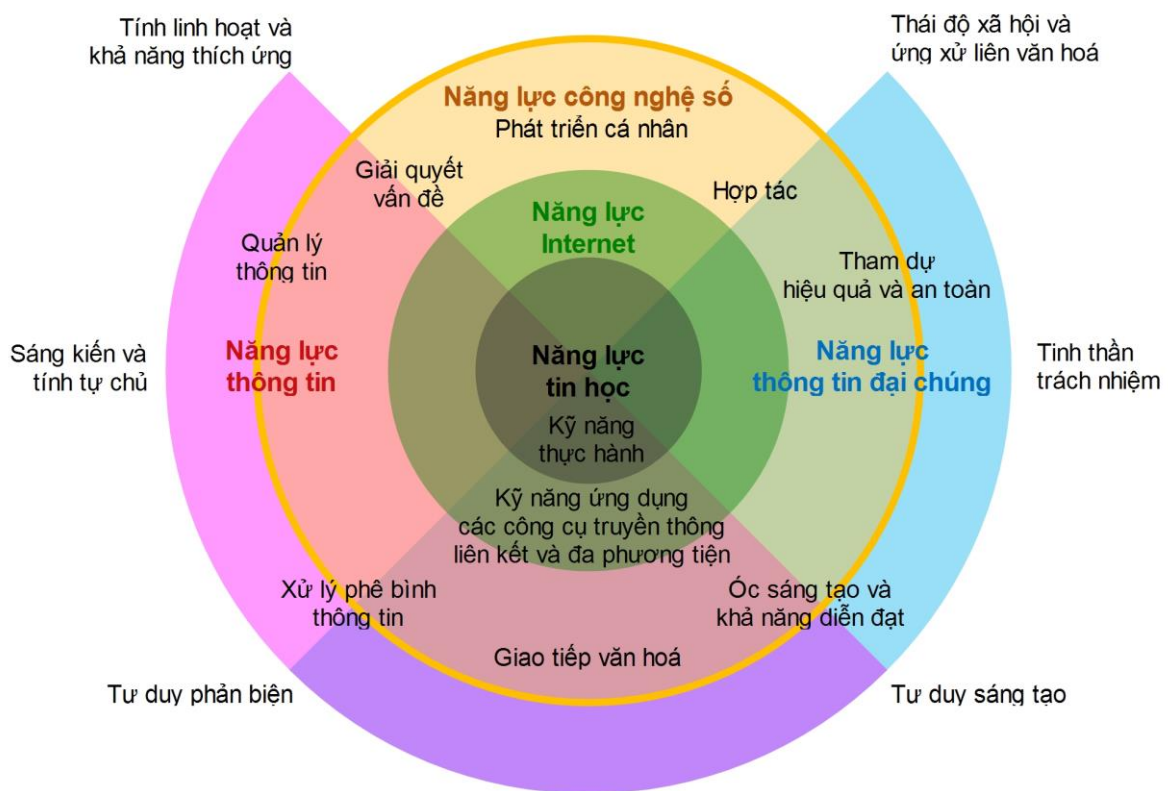 Tính linh hoạt và
khả năng thích ứng
Thái độ xã hội và
ứng xử liên văn hoá
Năng lực công nghệ số
Phát triển cá nhân
Giải quyết
vấn đề
Hợp tác
Năng lực
Internet
Quản lý
thông tin
Tham dự
hiệu quả và an toàn
Sáng kiến và
tính tự chủ
Năng lực
thông tin
Năng lực
tin học
Năng lực
thông tin đại chúng
Tinh thần
trách nhiệm
Kỹ năng
thực hành
Kỹ năng ứng dụng
các công cụ truyền thông
liên kết và đa phương tiện
Xử lý phê bình
thông tin
Óc sáng tạo và
khả năng diễn đạt
Giao tiếp văn hoá
Tư duy phản biện
Tư duy sáng tạo